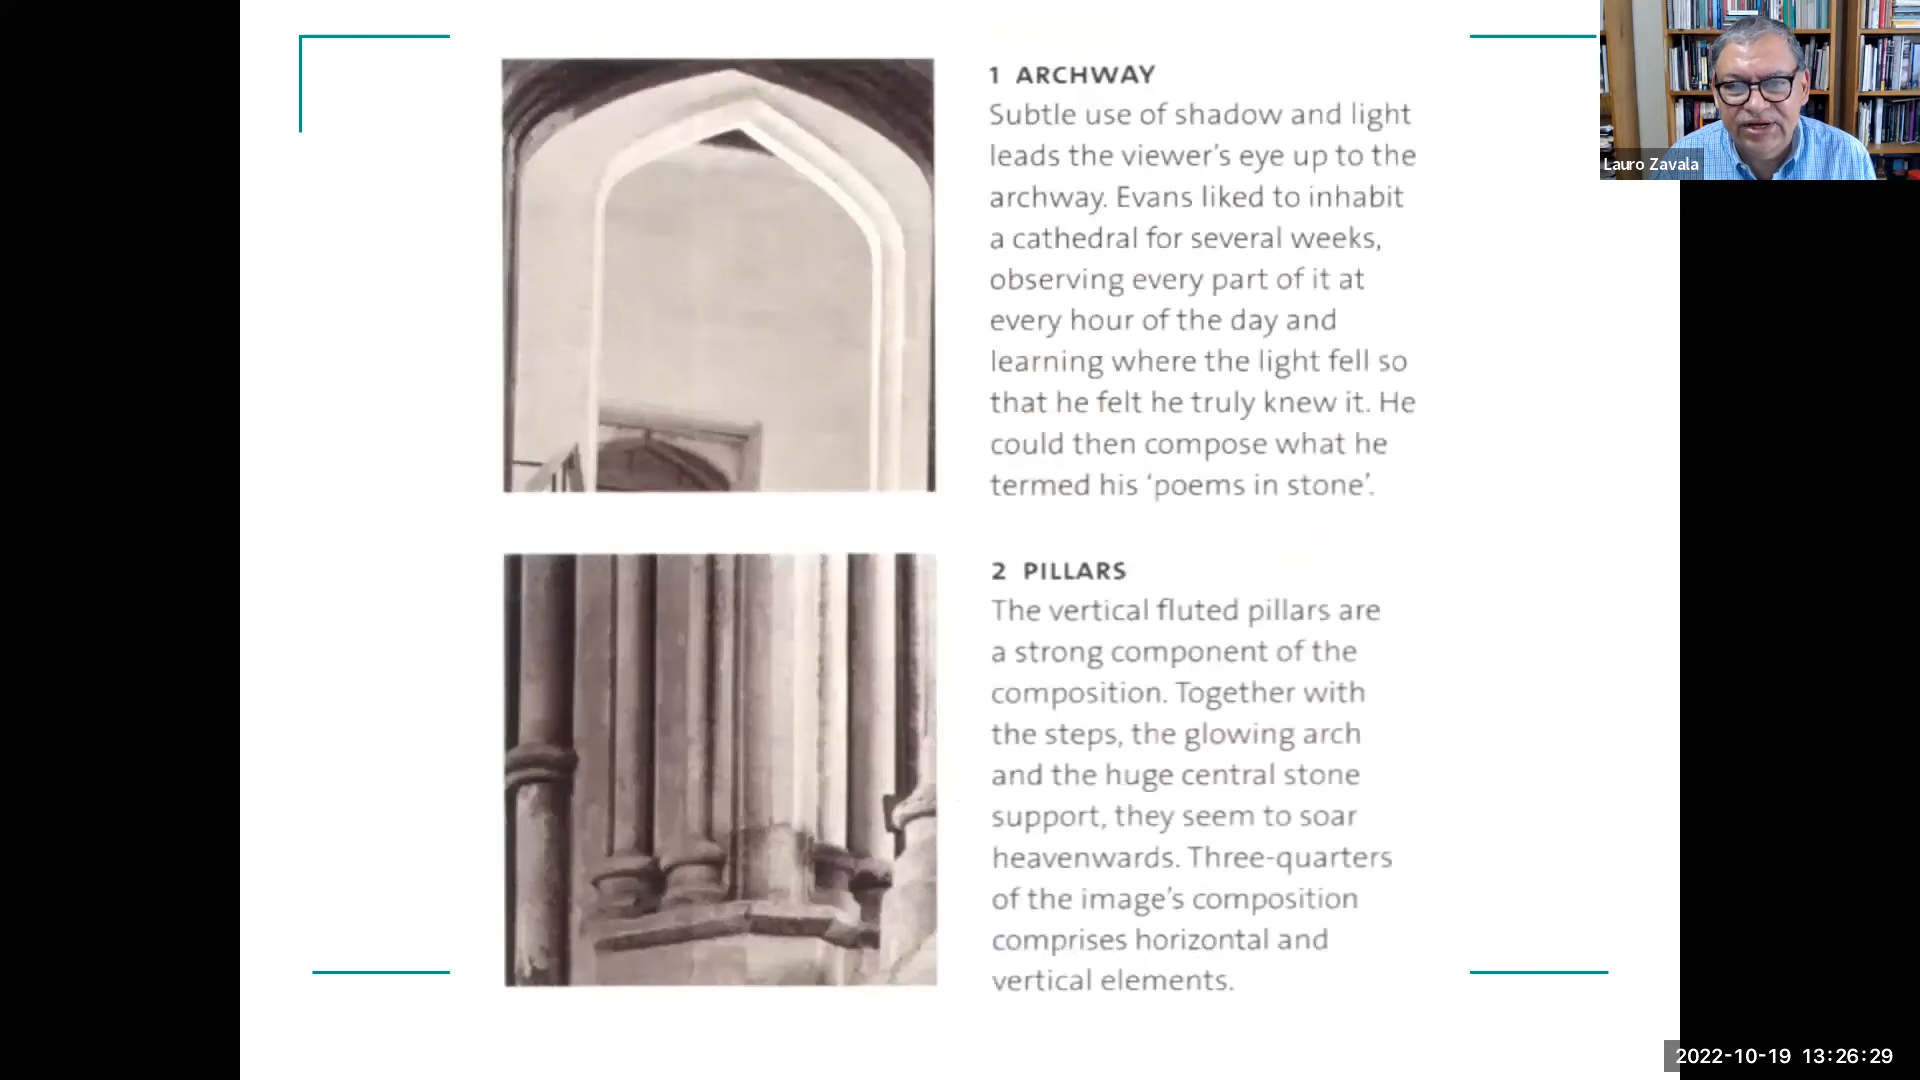 1 ARCHWAY
Subtle use of shadow and light
leads the viewer's eye up to the
archway. Evans liked to inhabit
a cathedral for several weeks,
observing every part of it at
every hour of the day and
learning where the light fell so
that he felt he truly knew it. He
could then compose what he
termed his ‘poems in stone’.
2 PILLARS
The vertical fluted pillars are
a strong component of the
composition. Together with
the steps, the glowing arch
and the huge central stone
support, they seem to soar
heavenwards. Three-quarters
of the image's composition
comprises horizontal and
vertical elements.
Lauro Zavala
2022-10-19 13:26:29